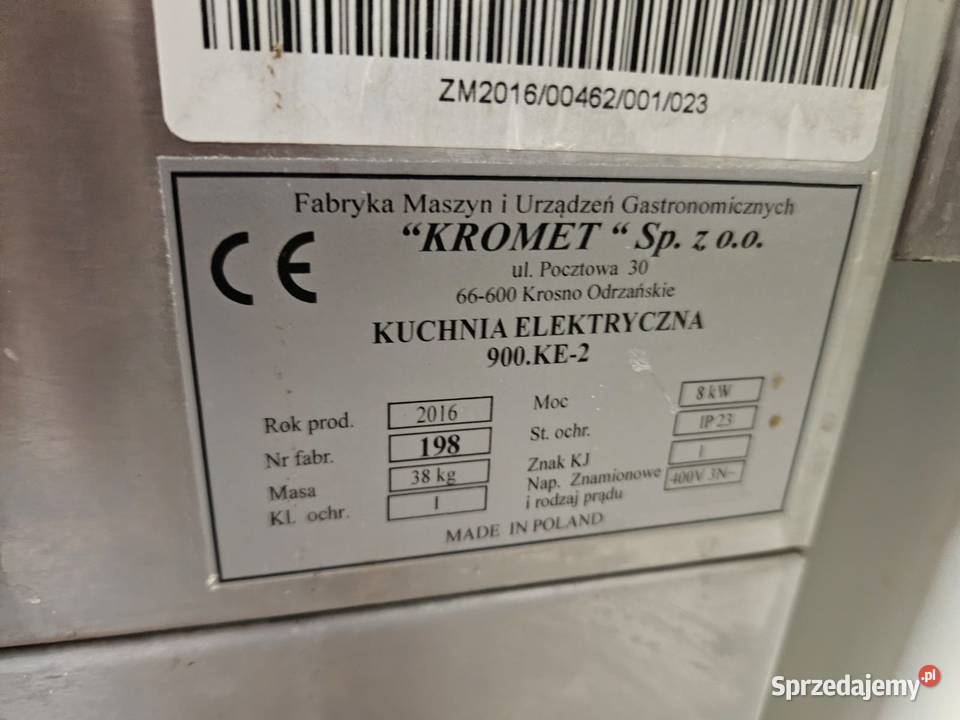 ZM2016/00462/001/023
Fabryka Maszyn i Urządzeń Gastronomicznych
“KROMET “ Sp. z o.o.
ul. Pocztowa 30
66-600 Krosno Odrzańskie
CE
KUCHNIA ELEKTRYCZNA
900.KE-2
Rok prod. 2016
Nr fabr. 198
Masa 38 kg
Kl. ochr. I
Moc 8 kW
St. ochr. IP 23
Znak KJ I
Nap. Znamionowe
i rodzaj prądu 400V 3N~
MADE IN POLAND
Sprzedajemy.pl